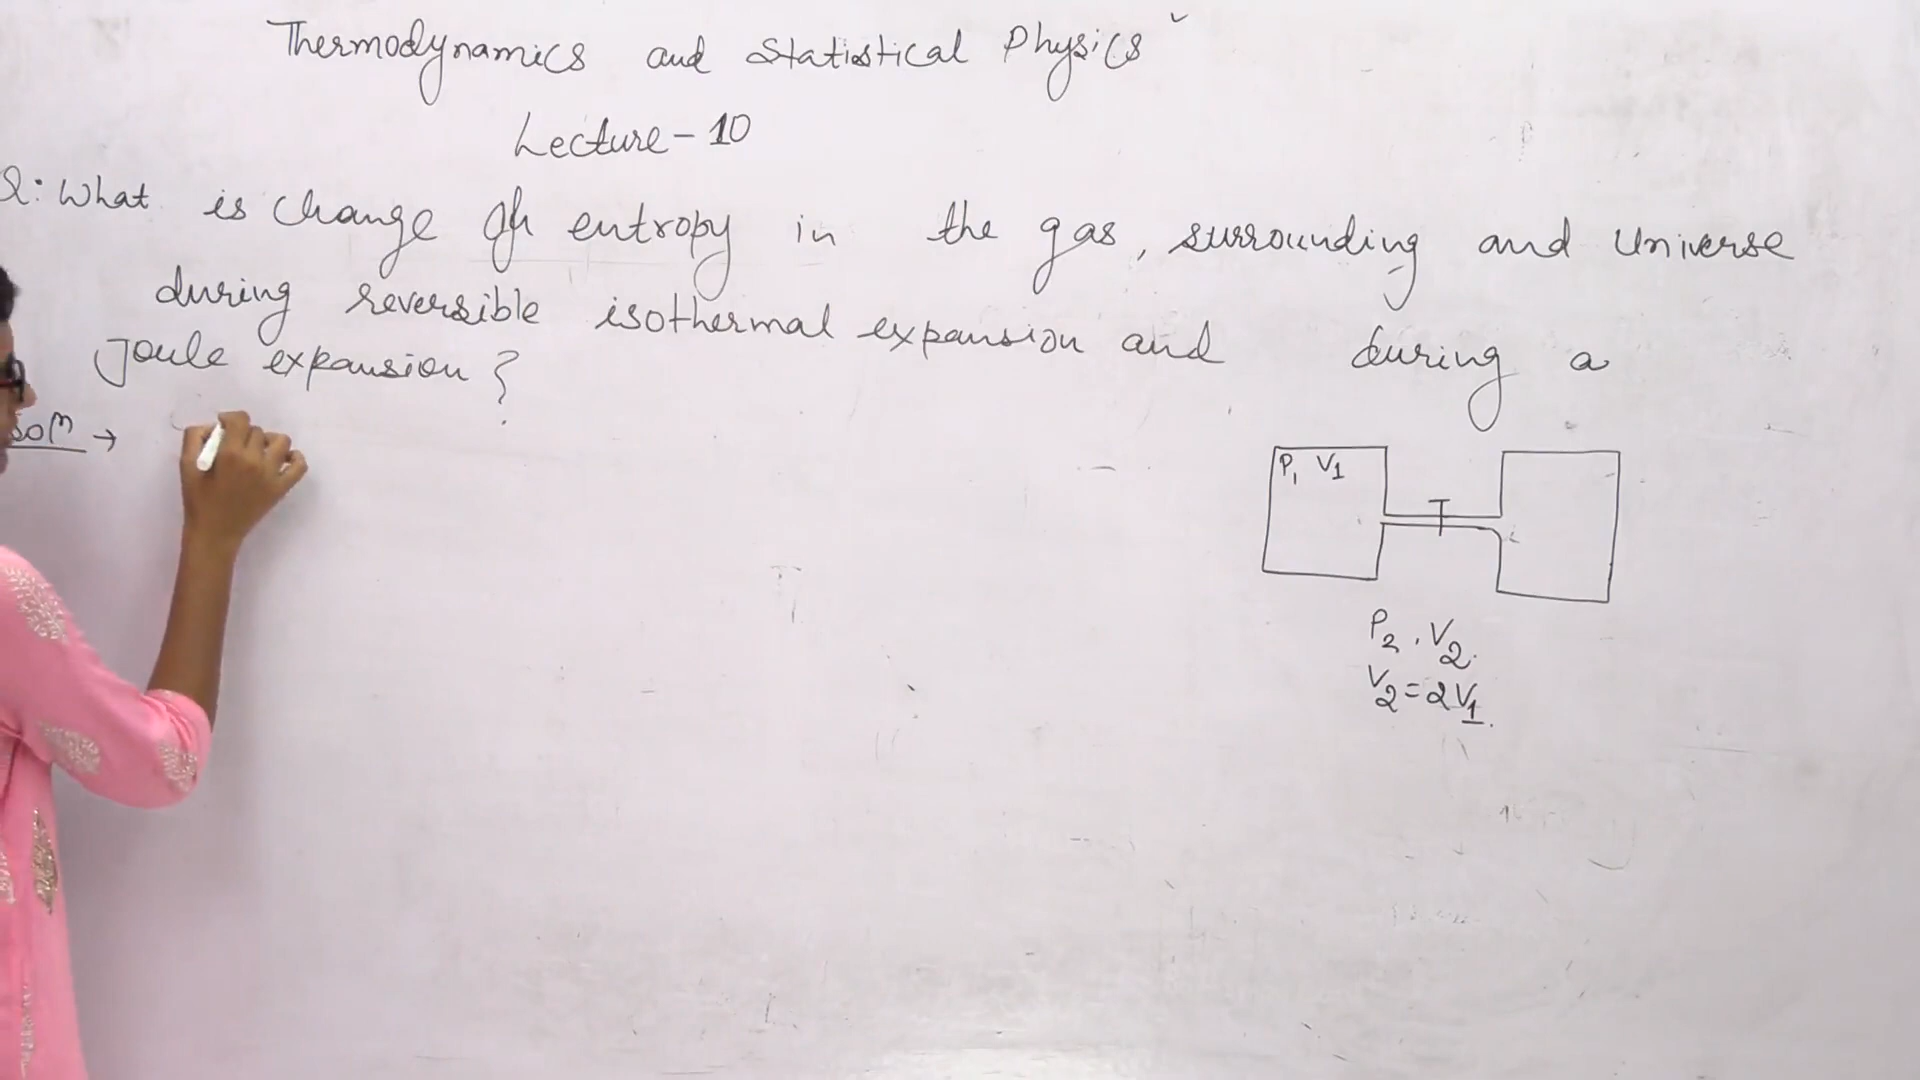 Thermodynamics and Statistical Physics
Lecture - 10
Q: What is change of entropy in the gas, surrounding and Universe
during reversible isothermal expansion and during a
Joule expansion ?
Soln →
P1 V1
P2 , V2.
V2 = 2V1.